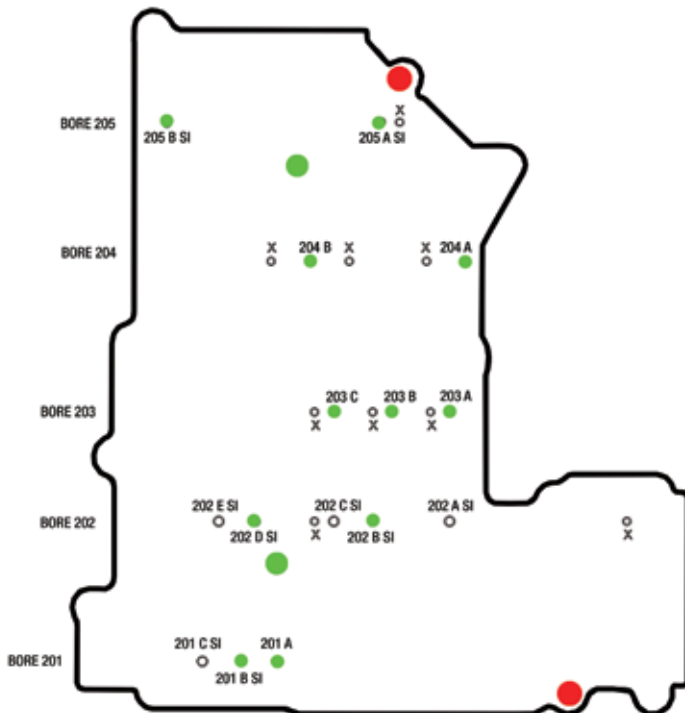 X
BORE 205
205 B SI
205 A SI
BORE 204
X
204 B
X
X
204 A
203 C
203 B
203 A
BORE 203
X
X
X
202 E SI
202 C SI
202 A SI
BORE 202
202 D SI
X
202 B SI
X
201 C SI
201 A
BORE 201
201 B SI